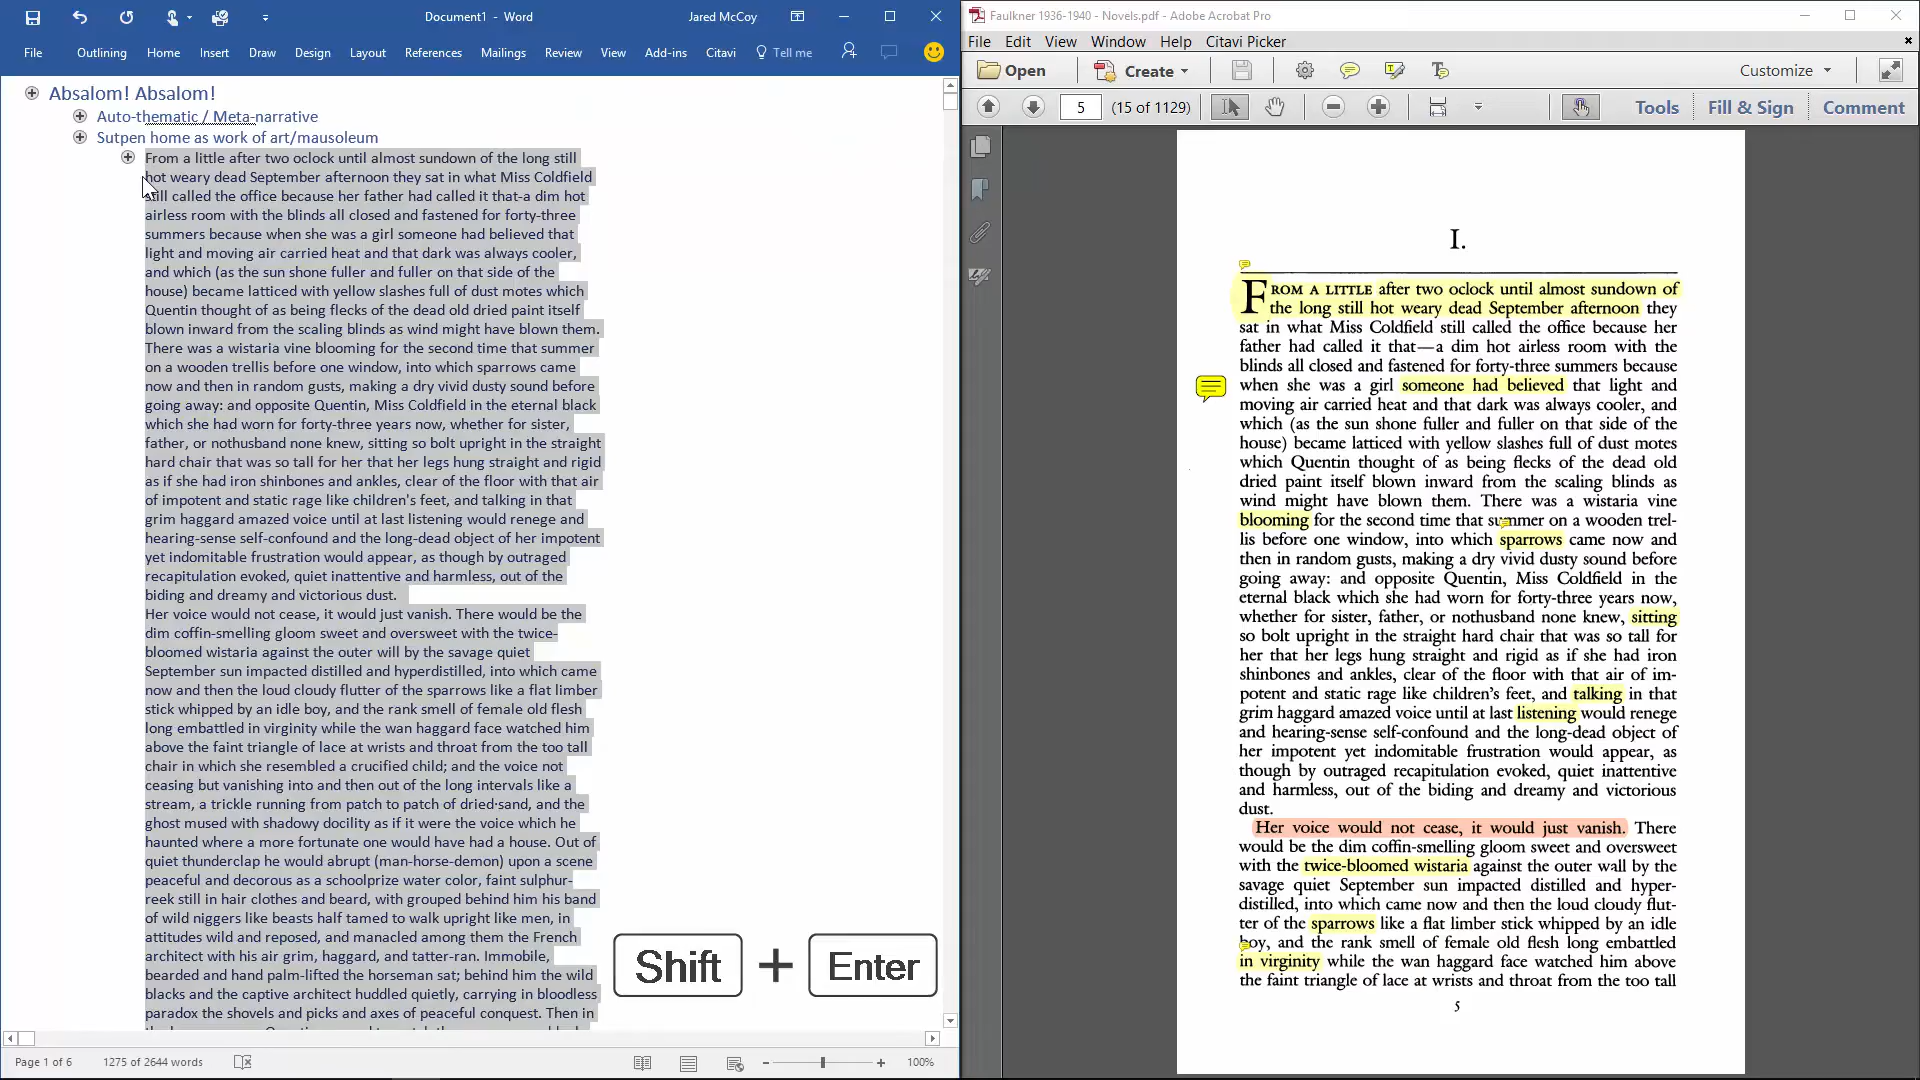 Document1 - Word
Jared McCoy
File Outlining Home Insert Draw Design Layout References Mailings Review View Add-ins Citavi Tell me
Absalom! Absalom!
Auto-thematic / Meta-narrative
Sutpen home as work of art/mausoleum
From a little after two oclock until almost sundown of the long still
hot weary dead September afternoon they sat in what Miss Coldfield
still called the office because her father had called it that-a dim hot
airless room with the blinds all closed and fastened for forty-three
summers because when she was a girl someone had believed that
light and moving air carried heat and that dark was always cooler,
and which (as the sun shone fuller and fuller on that side of the
house) became latticed with yellow slashes full of dust motes which
Quentin thought of as being flecks of the dead old dried paint itself
blown inward from the scaling blinds as wind might have blown them.
There was a wistaria vine blooming for the second time that summer
on a wooden trellis before one window, into which sparrows came
now and then in random gusts, making a dry vivid dusty sound before
going away: and opposite Quentin, Miss Coldfield in the eternal black
which she had worn for forty-three years now, whether for sister,
father, or nothusband none knew, sitting so bolt upright in the straight
hard chair that was so tall for her that her legs hung straight and rigid
as if she had iron shinbones and ankles, clear of the floor with that air
of impotent and static rage like children's feet, and talking in that
grim haggard amazed voice until at last listening would renege and
hearing-sense self-confound and the long-dead object of her impotent
yet indomitable frustration would appear, as though by outraged
recapitulation evoked, quiet inattentive and harmless, out of the
biding and dreamy and victorious dust.
Her voice would not cease, it would just vanish. There would be the
dim coffin-smelling gloom sweet and oversweet with the twice-
bloomed wistaria against the outer will by the savage quiet
September sun impacted distilled and hyperdistilled, into which came
now and then the loud cloudy flutter of the sparrows like a flat limber
stick whipped by an idle boy, and the rank smell of female old flesh
long embattled in virginity while the wan haggard face watched him
above the faint triangle of lace at wrists and throat from the too tall
chair in which she resembled a crucified child; and the voice not
ceasing but vanishing into and then out of the long intervals like a
stream, a trickle running from patch to patch of dried·sand, and the
ghost mused with shadowy docility as if it were the voice which he
haunted where a more fortunate one would have had a house. Out of
quiet thunderclap he would abrupt (man-horse-demon) upon a scene
peaceful and decorous as a schoolprize water color, faint sulphur-
reek still in hair clothes and beard, with grouped behind him his band
of wild niggers like beasts half tamed to walk upright like men, in
attitudes wild and reposed, and manacled among them the French
architect with his air grim, haggard, and tatter-ran. Immobile,
bearded and hand palm-lifted the horseman sat; behind him the wild
blacks and the captive architect huddled quietly, carrying in bloodless
paradox the shovels and picks and axes of peaceful conquest. Then in
Shift + Enter
Page 1 of 6 1275 of 2644 words
100%
Faulkner 1936-1940 - Novels.pdf - Adobe Acrobat Pro
File Edit View Window Help Citavi Picker
Open Create Customize
5 (15 of 1129) Tools Fill & Sign Comment
I.
FROM A LITTLE after two oclock until almost sundown of
the long still hot weary dead September afternoon they
sat in what Miss Coldfield still called the office because her
father had called it that—a dim hot airless room with the
blinds all closed and fastened for forty-three summers because
when she was a girl someone had believed that light and
moving air carried heat and that dark was always cooler, and
which (as the sun shone fuller and fuller on that side of the
house) became latticed with yellow slashes full of dust motes
which Quentin thought of as being flecks of the dead old
dried paint itself blown inward from the scaling blinds as
wind might have blown them. There was a wistaria vine
blooming for the second time that summer on a wooden trel-
lis before one window, into which sparrows came now and
then in random gusts, making a dry vivid dusty sound before
going away: and opposite Quentin, Miss Coldfield in the
eternal black which she had worn for forty-three years now,
whether for sister, father, or nothusband none knew, sitting
so bolt upright in the straight hard chair that was so tall for
her that her legs hung straight and rigid as if she had iron
shinbones and ankles, clear of the floor with that air of im-
potent and static rage like children's feet, and talking in that
grim haggard amazed voice until at last listening would renege
and hearing-sense self-confound and the long-dead object of
her impotent yet indomitable frustration would appear, as
though by outraged recapitulation evoked, quiet inattentive
and harmless, out of the biding and dreamy and victorious
dust.
Her voice would not cease, it would just vanish. There
would be the dim coffin-smelling gloom sweet and oversweet
with the twice-bloomed wistaria against the outer wall by the
savage quiet September sun impacted distilled and hyper-
distilled, into which came now and then the loud cloudy flut-
ter of the sparrows like a flat limber stick whipped by an idle
boy, and the rank smell of female old flesh long embattled
in virginity while the wan haggard face watched him above
the faint triangle of lace at wrists and throat from the too tall
5